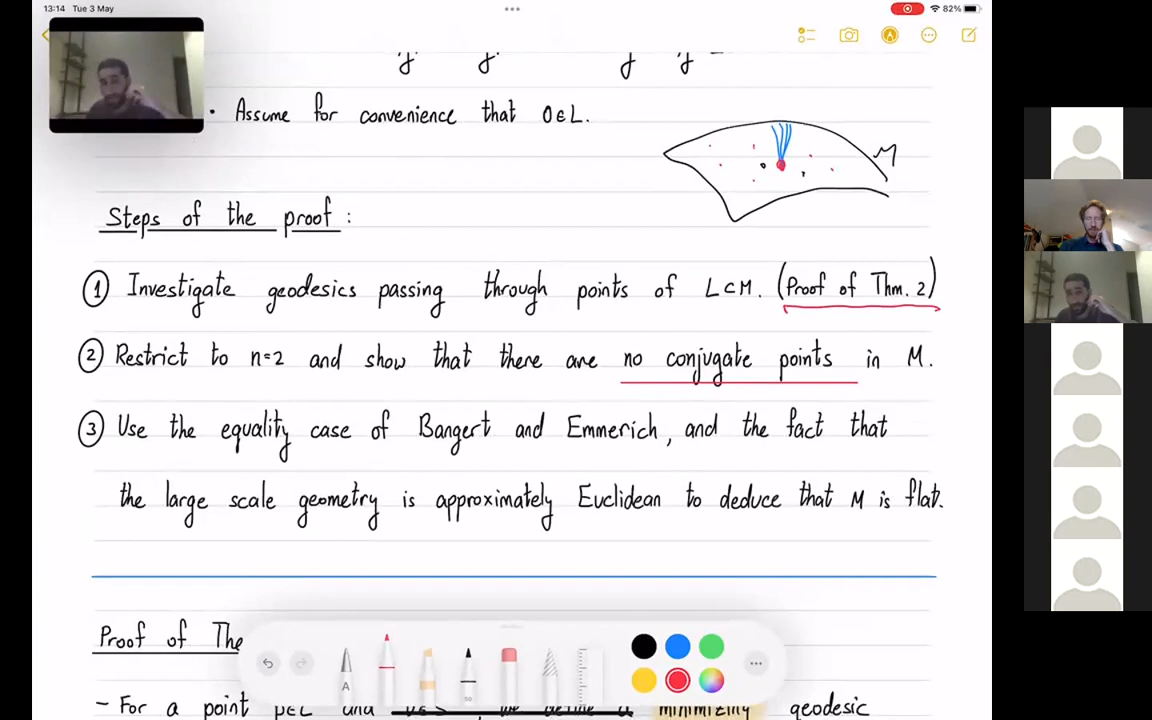 13:14 Tue 3 May
82%
• Assume for convenience that 0∈L.
M
Steps of the proof :
① Investigate geodesics passing through points of L⊂M. (Proof of Thm. 2)
② Restrict to n=2 and show that there are no conjugate points in M.
③ Use the equality case of Bangert and Emmerich, and the fact that
the large scale geometry is approximately Euclidean to deduce that M is flat.
Proof of The
A
50
- For a point p∈L and
minimizing geodesic